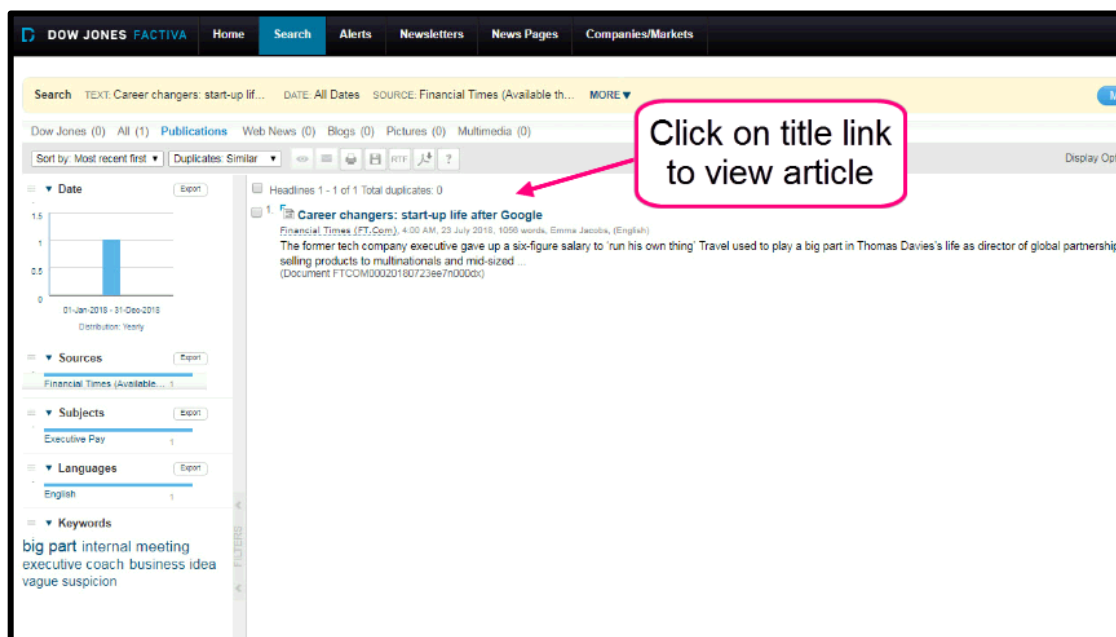 DOW JONES FACTIVA Home Search Alerts Newsletters News Pages Companies/Markets
Search TEXT: Career changers: start-up lif... DATE: All Dates SOURCE: Financial Times (Available th... MORE ▼
Dow Jones (0) All (1) Publications Web News (0) Blogs (0) Pictures (0) Multimedia (0)
Click on title link
to view article
Sort by: Most recent first Duplicates: Similar RTF ? Display Opt
Date Export
1.5
1
0.5
0
01-Jan-2018 - 31-Dec-2018
Distribution: Yearly
Sources Export
Financial Times (Available... 1
Subjects Export
Executive Pay 1
Languages Export
English 1
Keywords
big part internal meeting
executive coach business idea
vague suspicion
FILTERS
Headlines 1 - 1 of 1 Total duplicates: 0
1. Career changers: start-up life after Google
Financial Times (FT.Com), 4:00 AM, 23 July 2018, 1056 words, Emma Jacobs, (English)
The former tech company executive gave up a six-figure salary to 'run his own thing' Travel used to play a big part in Thomas Davies's life as director of global partnership
selling products to multinationals and mid-sized ...
(Document FTCOM00020180723ee7n000dx)